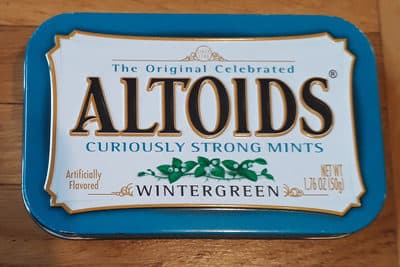 The Original Celebrated
ALTOIDS®
CURIOUSLY STRONG MINTS
Artificially
Flavored
WINTERGREEN
NET WT
1.76 OZ (50g)